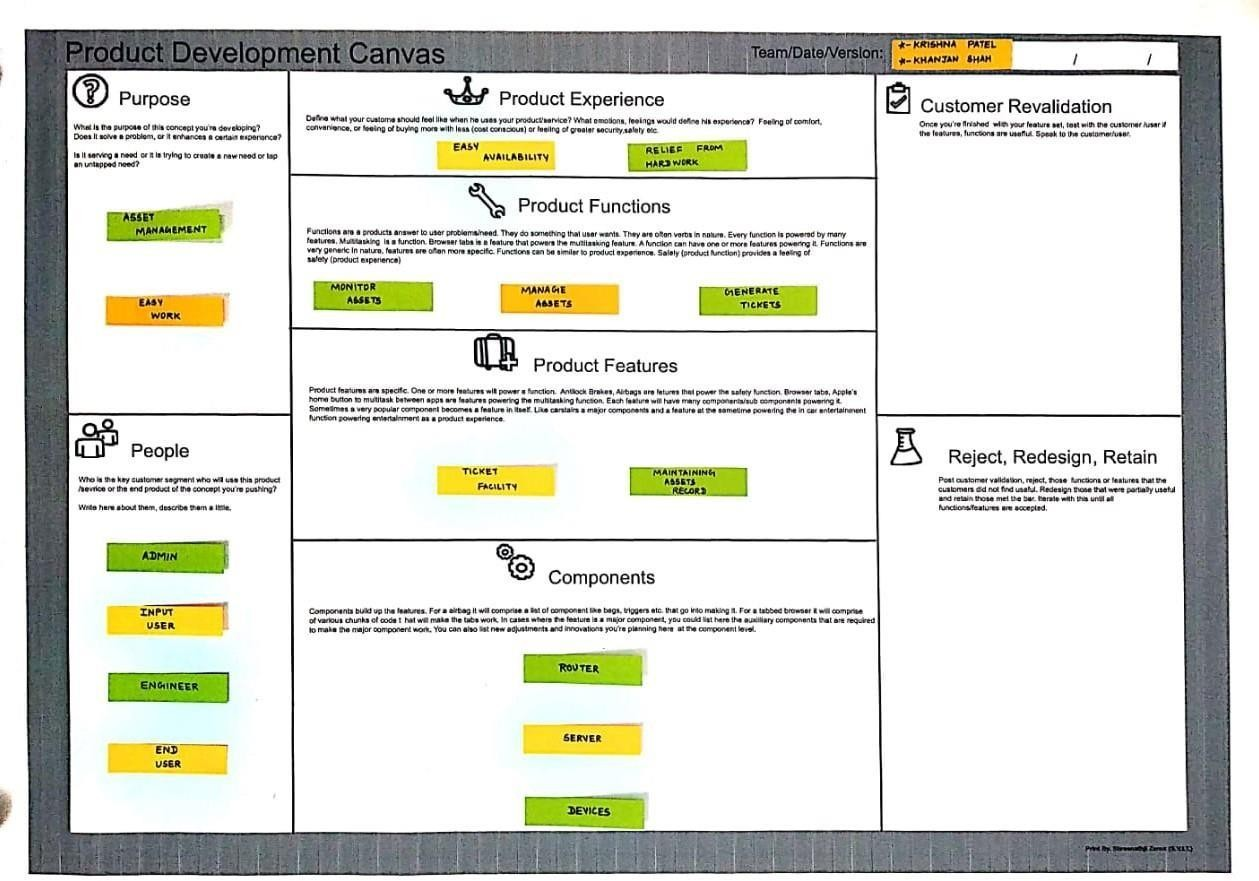 Product Development Canvas
Team/Date/Version:
*- KRISHNA PATEL
*- KHANJAN SHAH
/ /
Purpose
What is the purpose of this concept you're developing?
Does it solve a problem, or it enhances a certain experience?
Is it serving a need or it is trying to create a new need or tap
an untapped need?
ASSET
MANAGEMENT
EASY
WORK
People
Who is the key customer segment who will use this product
/sevrice or the end product of the concept you're pushing?
Write here about them, describe them a little.
ADMIN
INPUT
USER
ENGINEER
END
USER
Product Experience
Define what your custome should feel like when he uses your product/service? What emotions, feelings would define his experience? Feeling of comfort,
convenience, or feeling of buying more with less (cost conscious) or feeling of greater security,safety etc.
EASY
AVAILABILITY
RELIEF FROM
HARD WORK
Product Functions
Functions are a products answer to user problems/need. They do something that user wants. They are often verbs in nature. Every function is powered by many
features. Multitasking is a function. Browser tabs is a feature that powers the multitasking feature. A function can have one or more features powering it. Functions are
very generic in nature, features are often more specific. Functions can be similar to product experience. Safety (product function) provides a feeling of
safety (product experience)
MONITOR
ASSETS
MANAGE
ASSETS
GENERATE
TICKETS
Product Features
Product features are specific. One or more features will power a function. Antilock Brakes, Airbags are fetures that power the safety function. Browser tabs, Apple's
home button to multitask between apps are features powering the multitasking function. Each feature will have many components/sub components powering it.
Sometimes a very popular component becomes a feature in itself. Like carstairs a major components and a feature at the sametime powering the in car entertainment
function powering entertainment as a product experience.
TICKET
FACILITY
MAINTAINING
ASSETS
RECORD
Components
Components build up the features. For a airbag it will comprise a list of component like bags, triggers etc. that go into making it. For a tabbed browser it will comprise
of various chunks of code t hat will make the tabs work. In cases where the feature is a major component, you could list here the auxilliary components that are required
to make the major component work. You can also list new adjustments and innovations you're planning here at the component level.
ROUTER
SERVER
DEVICES
Customer Revalidation
Once you're finished with your feature set, test with the customer /user if
the features, functions are usefful. Speak to the customer/user.
Reject, Redesign, Retain
Post customer validation, reject, those functions or features that the
customers did not find useful. Redesign those that were partially useful
and retain those met the bar. Iterate with this until all
functions/features are accepted.
Print By.